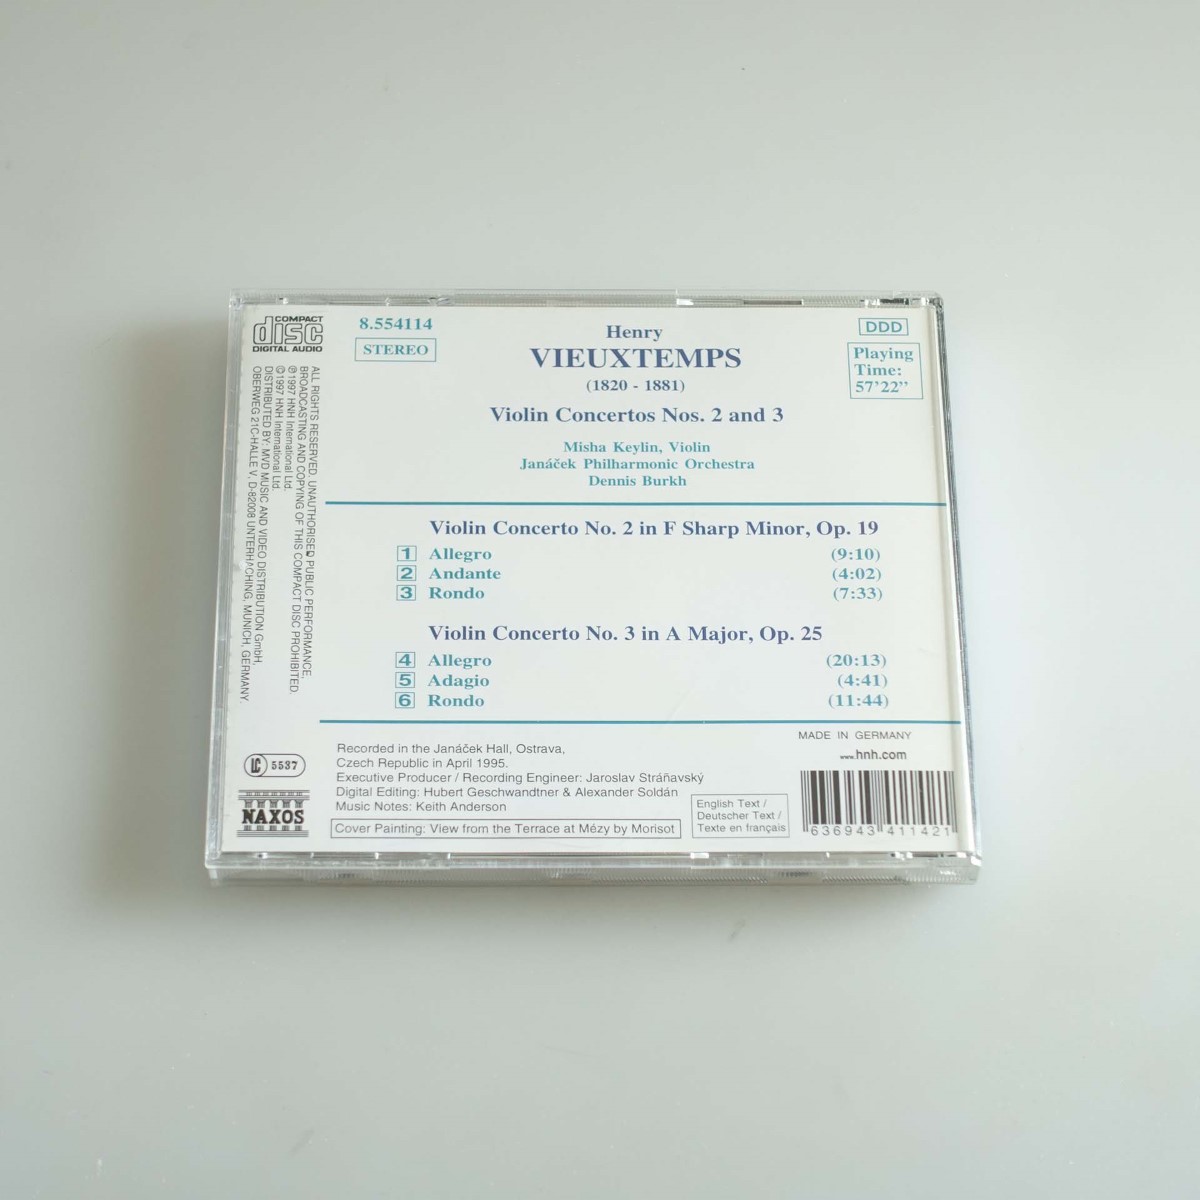 COMPACT
disc
DIGITAL AUDIO
8.554114
STEREO
Henry
VIEUXTEMPS
(1820 - 1881)
Violin Concertos Nos. 2 and 3
Misha Keylin, Violin
Janáček Philharmonic Orchestra
Dennis Burkh
DDD
Playing
Time:
57'22"
Violin Concerto No. 2 in F Sharp Minor, Op. 19
1 Allegro (9:10)
2 Andante (4:02)
3 Rondo (7:33)
Violin Concerto No. 3 in A Major, Op. 25
4 Allegro (20:13)
5 Adagio (4:41)
6 Rondo (11:44)
ALL RIGHTS RESERVED. UNAUTHORISED PUBLIC PERFORMANCE,
BROADCASTING AND COPYING OF THIS COMPACT DISC PROHIBITED.
℗1997 HNH International Ltd.
©1997 HNH International Ltd.
DISTRIBUTED BY: MVD MUSIC AND VIDEO DISTRIBUTION GmbH,
OBERWEG 21C-HALLE V, D-82008 UNTERHACHING, MUNICH, GERMANY.
LC 5537
NAXOS
Recorded in the Janáček Hall, Ostrava,
Czech Republic in April 1995.
Executive Producer / Recording Engineer: Jaroslav Stráňavský
Digital Editing: Hubert Geschwandtner & Alexander Soldán
Music Notes: Keith Anderson
Cover Painting: View from the Terrace at Mézy by Morisot
English Text /
Deutscher Text /
Texte en français
MADE IN GERMANY
www.hnh.com
6 36943 41142 1